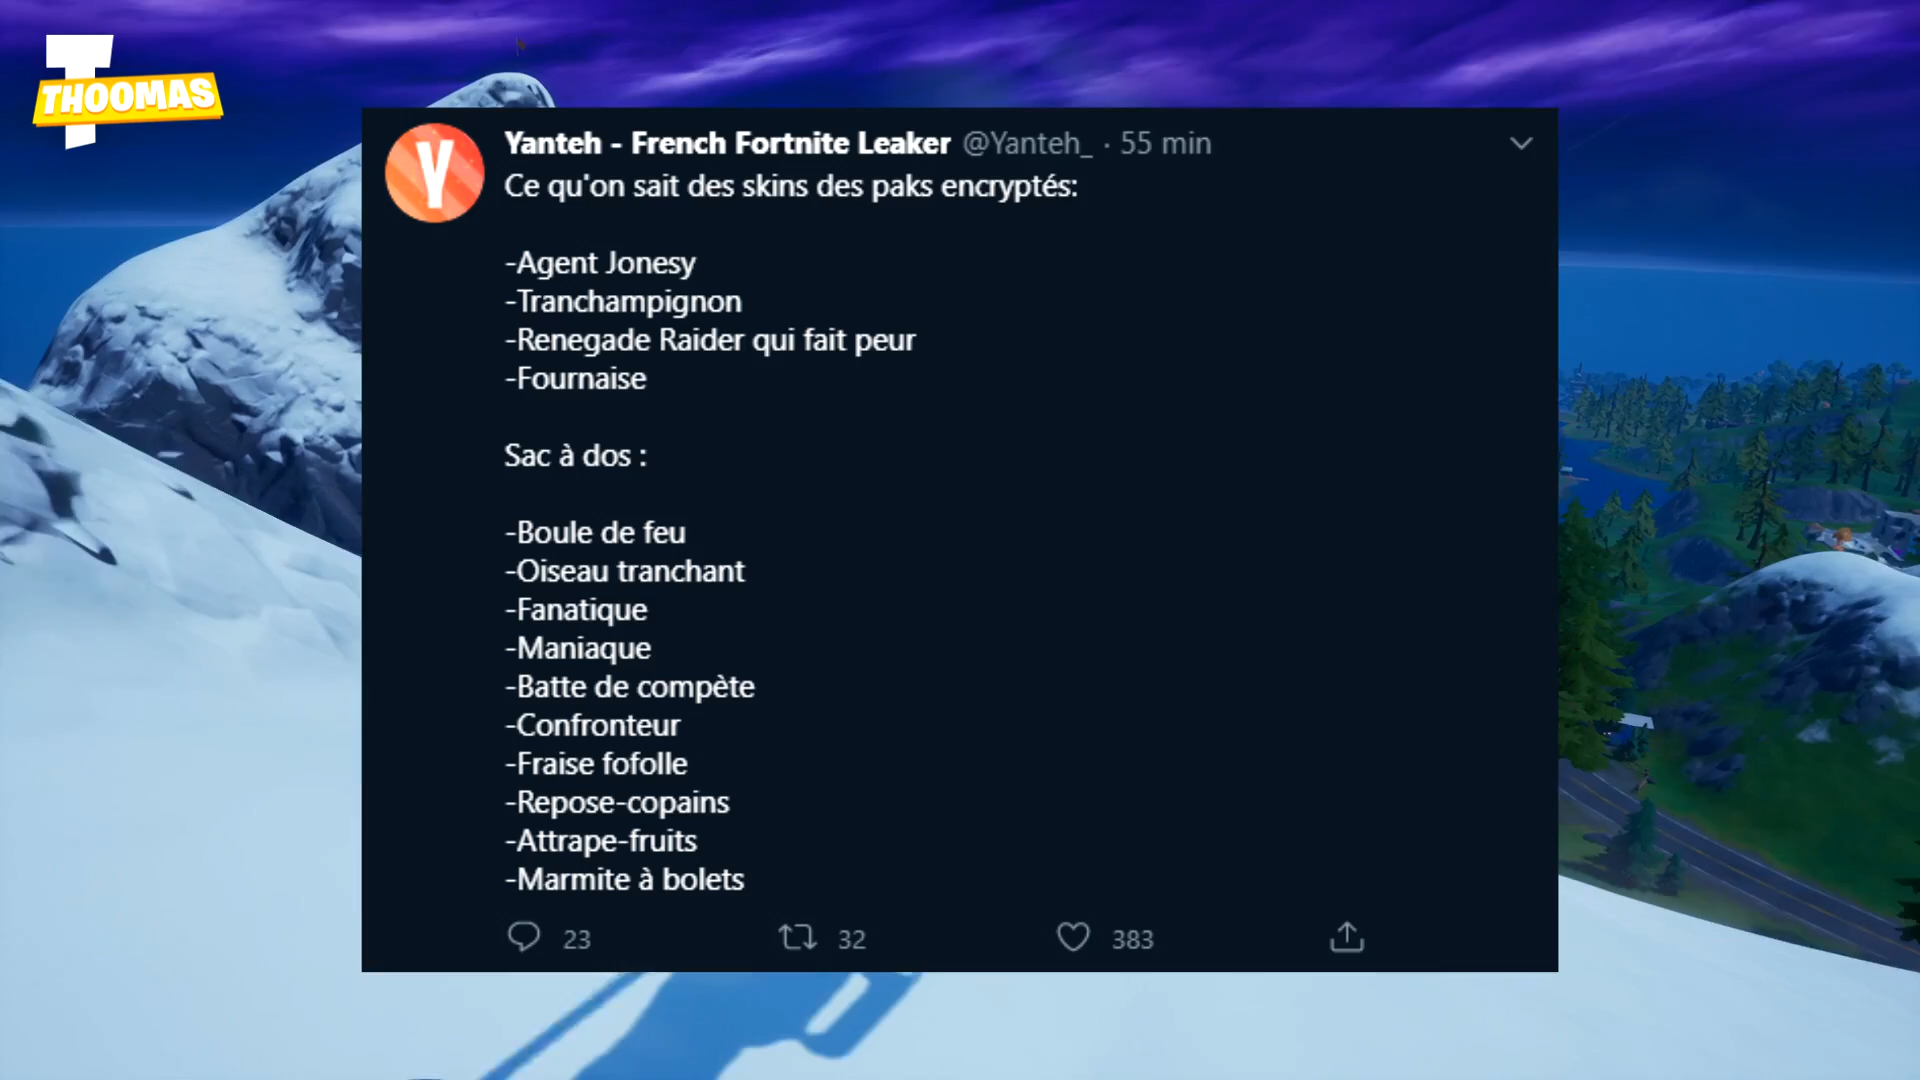 T
THOOMAS
Yanteh - French Fortnite Leaker @Yanteh_ · 55 min
Ce qu'on sait des skins des paks encryptés:
-Agent Jonesy
-Tranchampignon
-Renegade Raider qui fait peur
-Fournaise
Sac à dos :
-Boule de feu
-Oiseau tranchant
-Fanatique
-Maniaque
-Batte de compète
-Confronteur
-Fraise fofolle
-Repose-copains
-Attrape-fruits
-Marmite à bolets
23 32 383